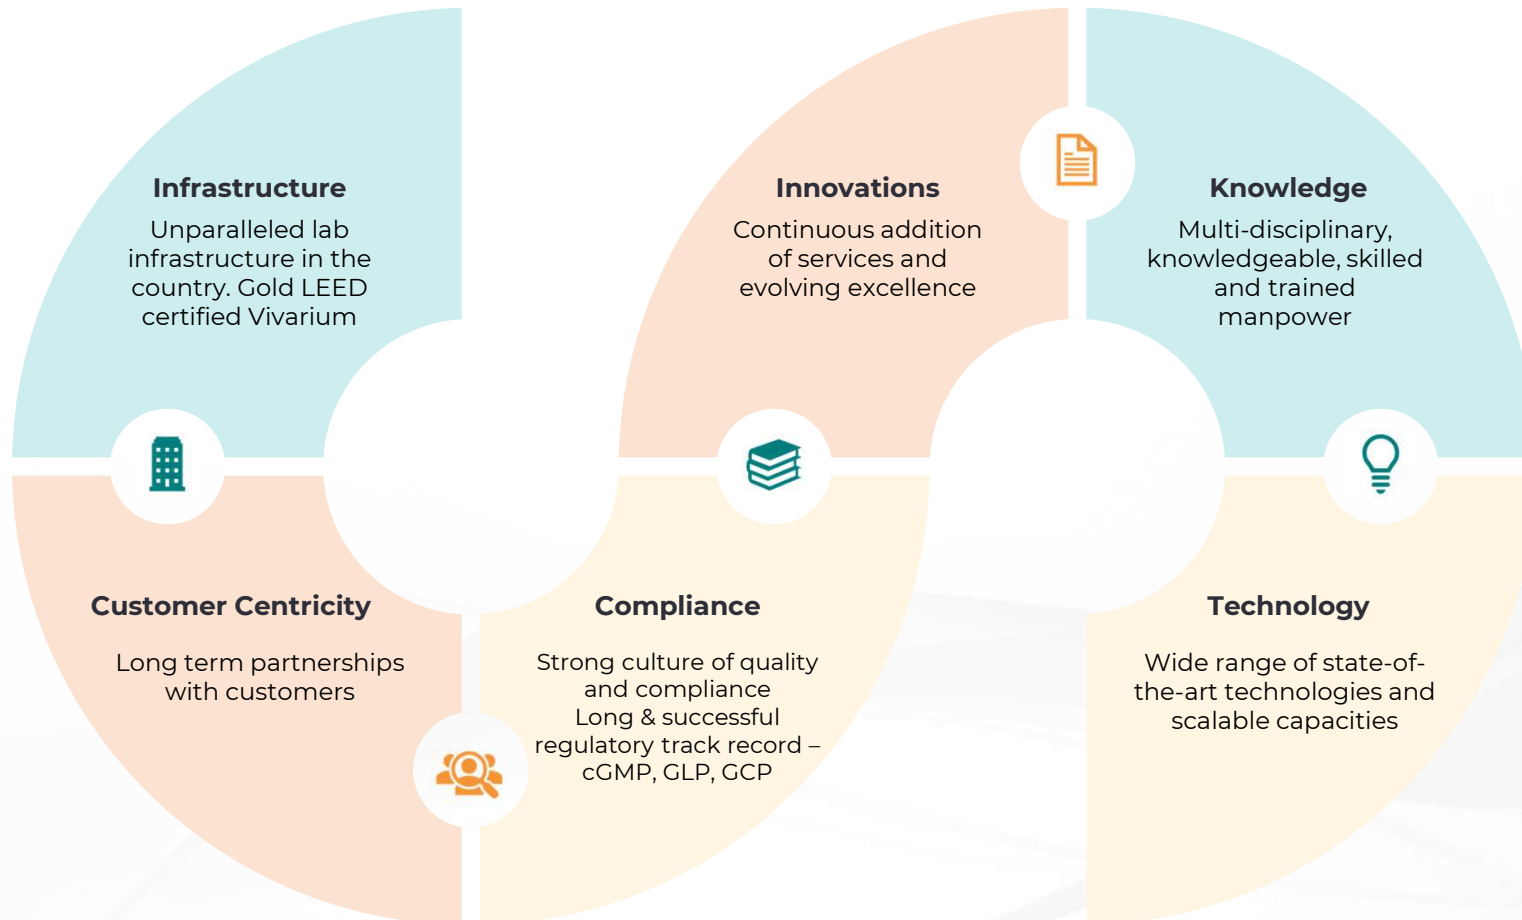 Infrastructure
Unparalleled lab
infrastructure in the
country. Gold LEED
certified Vivarium
Innovations
Continuous addition
of services and
evolving excellence
Knowledge
Multi-disciplinary,
knowledgeable, skilled
and trained
manpower
Customer Centricity
Long term partnerships
with customers
Compliance
Strong culture of quality
and compliance
Long & successful
regulatory track record –
cGMP, GLP, GCP
Technology
Wide range of state-of-
the-art technologies and
scalable capacities